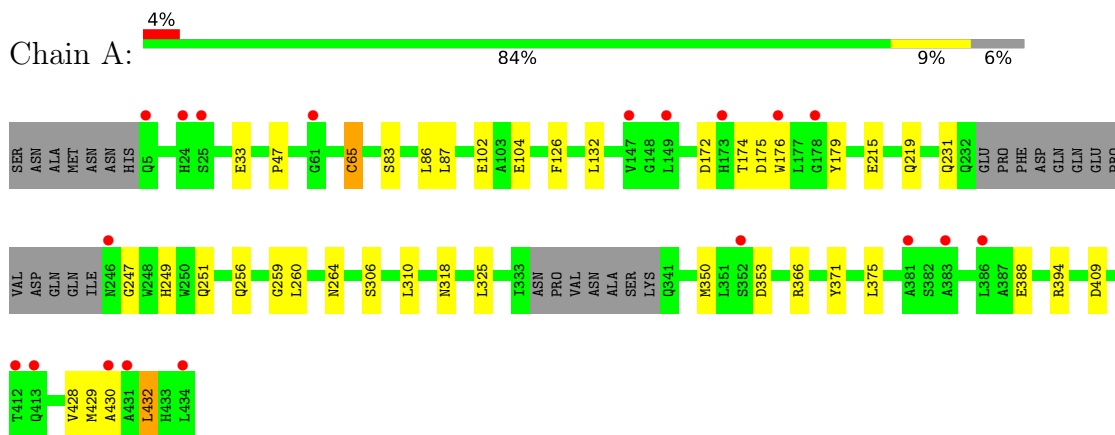 4%
Chain A:
84% 9% 6%
SER ASN ALA MET ASN ASN HIS Q5 H24 S25 E33 P47 G61 C65 S83 L86 L87 E102 A103 E104 F126 L132 V147 G148 L149 D172 H173 T174 D175 W176 L177 G178 Y179 E215 Q219 Q231 Q232 GLU PRO PHE ASP GLN GLN GLU PRO
VAL ASP GLN GLN ILE N246 G247 W248 H249 W250 Q251 Q256 G259 L260 N264 S306 L310 N318 L325 I333 ASN PRO VAL ASN ALA SER LYS Q341 M350 L351 S352 D353 R366 Y371 L375 A381 S382 A383 L386 A387 E388 R394 D409
T412 Q413 V428 M429 A430 A431 L432 H433 L434